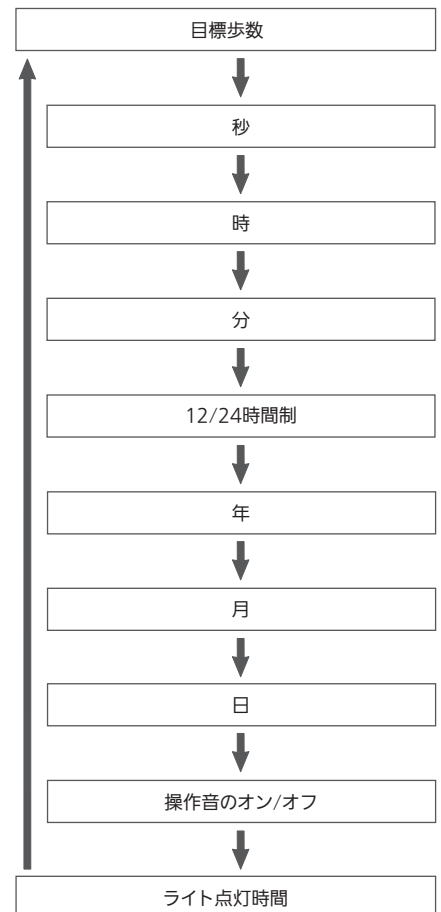 目標歩数
秒
時
分
12/24時間制
年
月
日
操作音のオン/オフ
ライト点灯時間